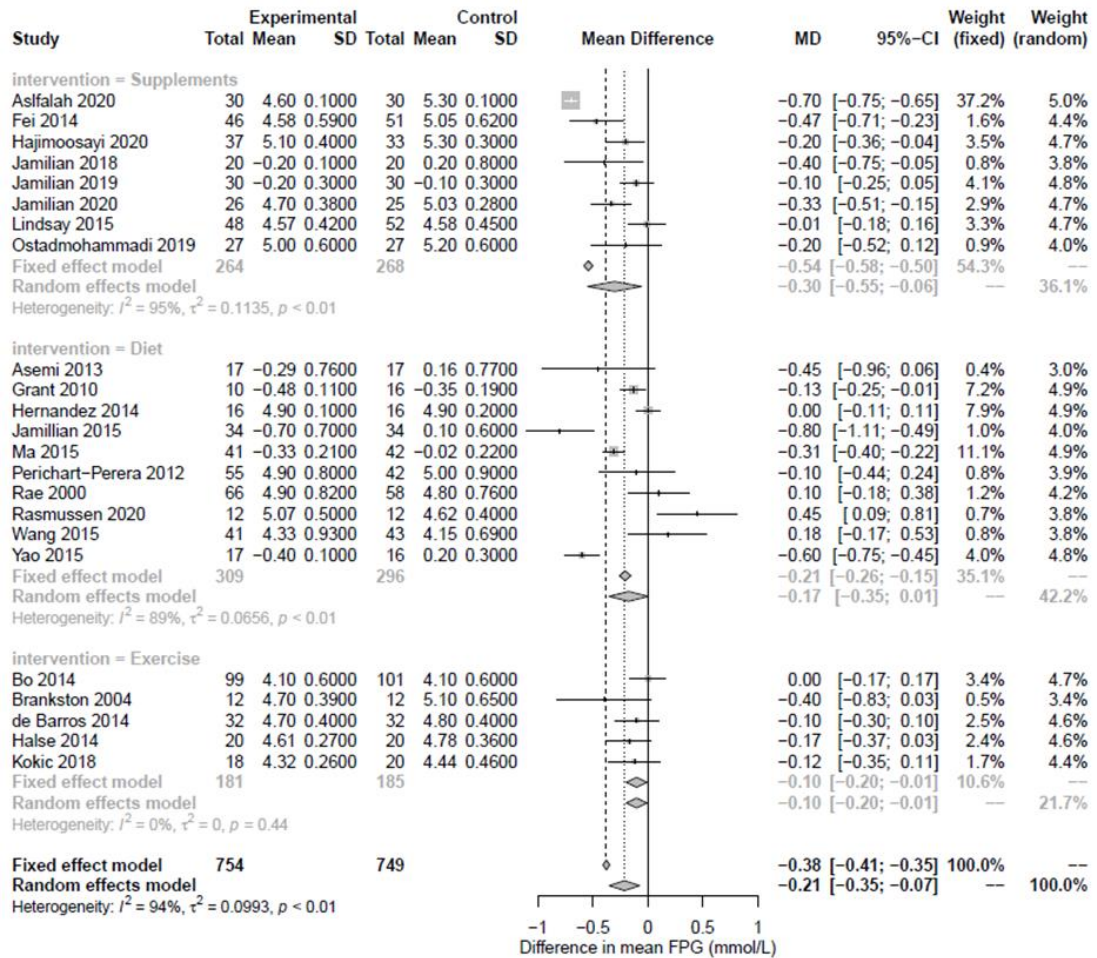 Experimental Control Weight Weight
Study Total Mean SD Total Mean SD Mean Difference MD 95%−CI (fixed) (random)
intervention = Supplements
Aslfalah 2020 30 4.60 0.1000 30 5.30 0.1000 −0.70 [−0.75; −0.65] 37.2% 5.0%
Fei 2014 46 4.58 0.5900 51 5.05 0.6200 −0.47 [−0.71; −0.23] 1.6% 4.4%
Hajimoosayi 2020 37 5.10 0.4000 33 5.30 0.3000 −0.20 [−0.36; −0.04] 3.5% 4.7%
Jamilian 2018 20 −0.20 0.1000 20 0.20 0.8000 −0.40 [−0.75; −0.05] 0.8% 3.8%
Jamilian 2019 30 −0.20 0.3000 30 −0.10 0.3000 −0.10 [−0.25; 0.05] 4.1% 4.8%
Jamilian 2020 26 4.70 0.3800 25 5.03 0.2800 −0.33 [−0.51; −0.15] 2.9% 4.7%
Lindsay 2015 48 4.57 0.4200 52 4.58 0.4500 −0.01 [−0.18; 0.16] 3.3% 4.7%
Ostadmohammadi 2019 27 5.00 0.6000 27 5.20 0.6000 −0.20 [−0.52; 0.12] 0.9% 4.0%
Fixed effect model 264 268 −0.54 [−0.58; −0.50] 54.3% −−
Random effects model −0.30 [−0.55; −0.06] −− 36.1%
Heterogeneity: I² = 95%, τ² = 0.1135, p < 0.01
intervention = Diet
Asemi 2013 17 −0.29 0.7600 17 0.16 0.7700 −0.45 [−0.96; 0.06] 0.4% 3.0%
Grant 2010 10 −0.48 0.1100 16 −0.35 0.1900 −0.13 [−0.25; −0.01] 7.2% 4.9%
Hernandez 2014 16 4.90 0.1000 16 4.90 0.2000 0.00 [−0.11; 0.11] 7.9% 4.9%
Jamillian 2015 34 −0.70 0.7000 34 0.10 0.6000 −0.80 [−1.11; −0.49] 1.0% 4.0%
Ma 2015 41 −0.33 0.2100 42 −0.02 0.2200 −0.31 [−0.40; −0.22] 11.1% 4.9%
Perichart−Perera 2012 55 4.90 0.8000 42 5.00 0.9000 −0.10 [−0.44; 0.24] 0.8% 3.9%
Rae 2000 66 4.90 0.8200 58 4.80 0.7600 0.10 [−0.18; 0.38] 1.2% 4.2%
Rasmussen 2020 12 5.07 0.5000 12 4.62 0.4000 0.45 [ 0.09; 0.81] 0.7% 3.8%
Wang 2015 41 4.33 0.9300 43 4.15 0.6900 0.18 [−0.17; 0.53] 0.8% 3.8%
Yao 2015 17 −0.40 0.1000 16 0.20 0.3000 −0.60 [−0.75; −0.45] 4.0% 4.8%
Fixed effect model 309 296 −0.21 [−0.26; −0.15] 35.1% −−
Random effects model −0.17 [−0.35; 0.01] −− 42.2%
Heterogeneity: I² = 89%, τ² = 0.0656, p < 0.01
intervention = Exercise
Bo 2014 99 4.10 0.6000 101 4.10 0.6000 0.00 [−0.17; 0.17] 3.4% 4.7%
Brankston 2004 12 4.70 0.3900 12 5.10 0.6500 −0.40 [−0.83; 0.03] 0.5% 3.4%
de Barros 2014 32 4.70 0.4000 32 4.80 0.4000 −0.10 [−0.30; 0.10] 2.5% 4.6%
Halse 2014 20 4.61 0.2700 20 4.78 0.3600 −0.17 [−0.37; 0.03] 2.4% 4.6%
Kokic 2018 18 4.32 0.2600 20 4.44 0.4600 −0.12 [−0.35; 0.11] 1.7% 4.4%
Fixed effect model 181 185 −0.10 [−0.20; −0.01] 10.6% −−
Random effects model −0.10 [−0.20; −0.01] −− 21.7%
Heterogeneity: I² = 0%, τ² = 0, p = 0.44
Fixed effect model 754 749 −0.38 [−0.41; −0.35] 100.0% −−
Random effects model −0.21 [−0.35; −0.07] −− 100.0%
Heterogeneity: I² = 94%, τ² = 0.0993, p < 0.01
−1 −0.5 0 0.5 1
Difference in mean FPG (mmol/L)